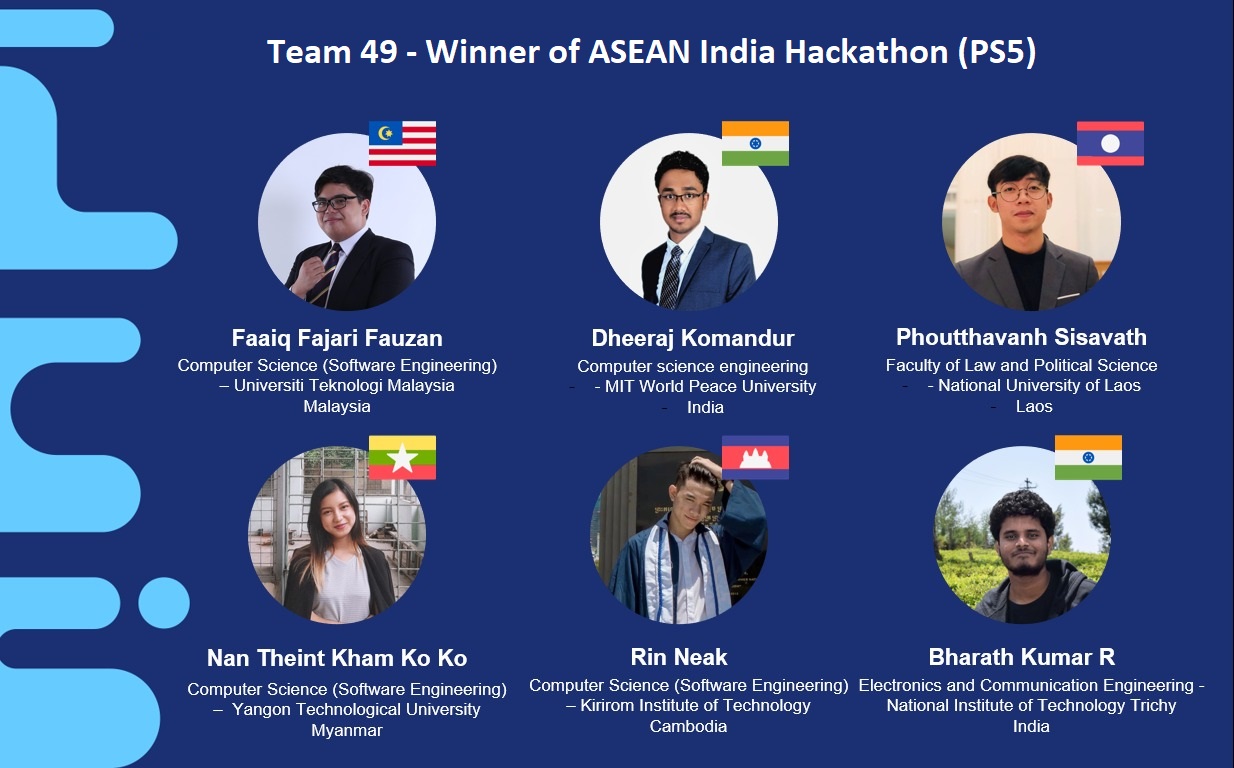 Team 49 - Winner of ASEAN India Hackathon (PS5)
Faaiq Fajari Fauzan
Computer Science (Software Engineering)
– Universiti Teknologi Malaysia
Malaysia
Dheeraj Komandur
Computer science engineering
- - MIT World Peace University
- India
Phoutthavanh Sisavath
Faculty of Law and Political Science
- - National University of Laos
- Laos
Nan Theint Kham Ko Ko
Computer Science (Software Engineering)
– Yangon Technological University
Myanmar
Rin Neak
Computer Science (Software Engineering)
– Kirirom Institute of Technology
Cambodia
Bharath Kumar R
Electronics and Communication Engineering -
National Institute of Technology Trichy
India